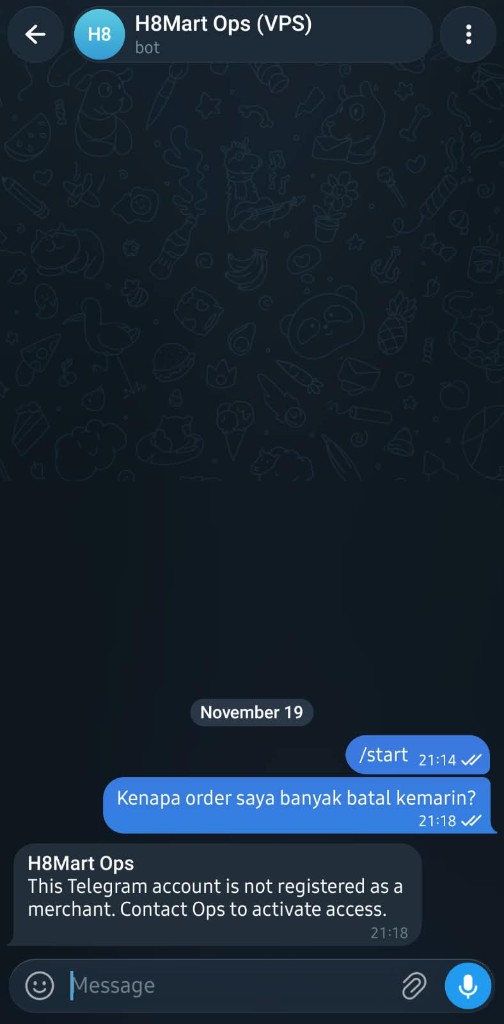 H8
H8Mart Ops (VPS)
bot
November 19
/start 21:14
Kenapa order saya banyak batal kemarin?
21:18
H8Mart Ops
This Telegram account is not registered as a
merchant. Contact Ops to activate access.
21:18
Message